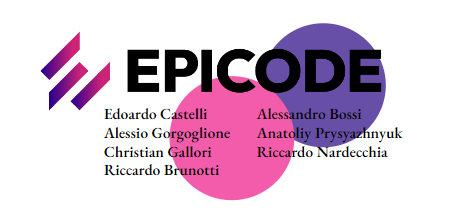 EPICODE
Edoardo Castelli
Alessio Gorgoglione
Christian Gallori
Riccardo Brunotti
Alessandro Bossi
Anatoliy Prysyazhnyuk
Riccardo Nardecchia